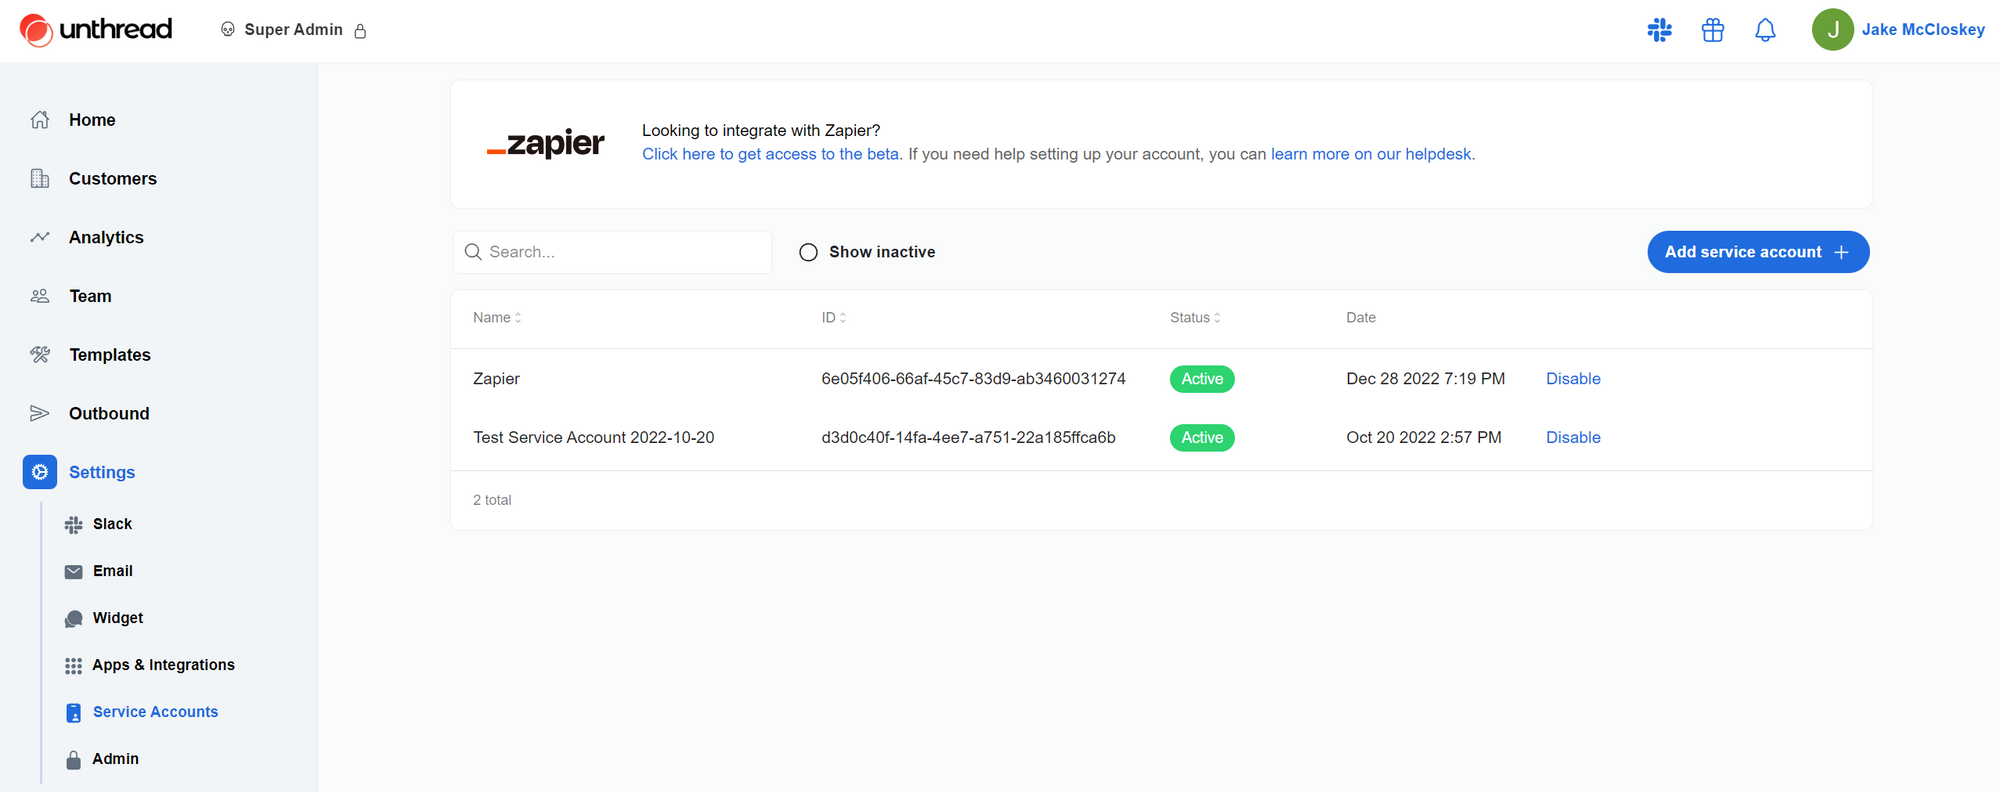 unthread
Super Admin
J
Jake McCloskey
Home
Customers
Analytics
Team
Templates
Outbound
Settings
Slack
Email
Widget
Apps & Integrations
Service Accounts
Admin
zapier
Looking to integrate with Zapier?
Click here to get access to the beta. If you need help setting up your account, you can learn more on our helpdesk.
Search...
Show inactive
Add service account
Name ID Status Date
Zapier 6e05f406-66af-45c7-83d9-ab3460031274 Active Dec 28 2022 7:19 PM Disable
Test Service Account 2022-10-20 d3d0c40f-14fa-4ee7-a751-22a185ffca6b Active Oct 20 2022 2:57 PM Disable
2 total